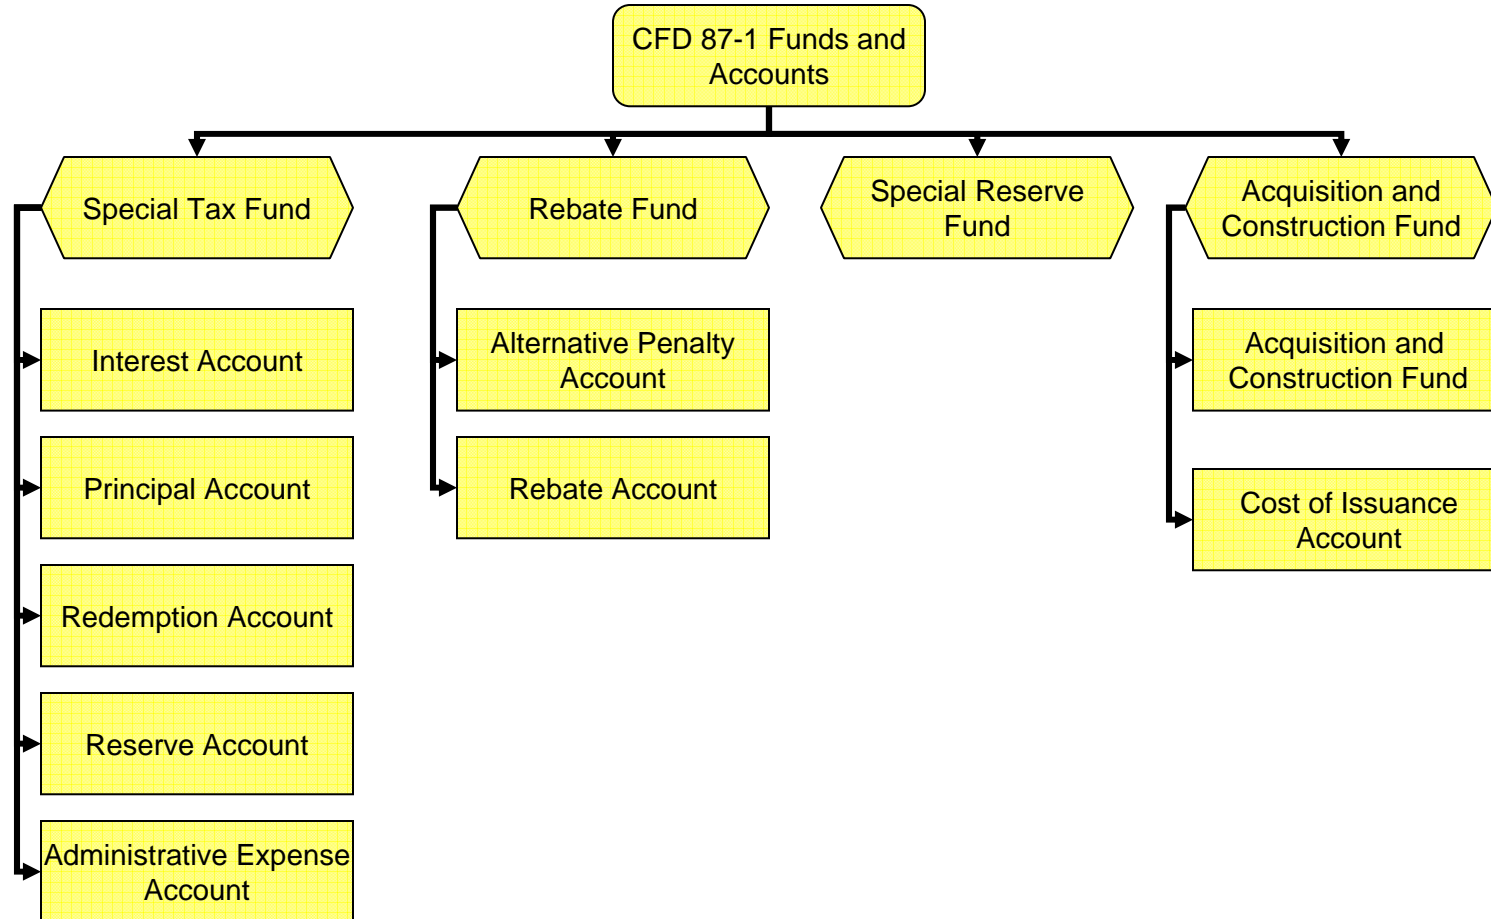 CFD 87-1 Funds and
Accounts
Special Tax Fund
Rebate Fund
Special Reserve
Fund
Acquisition and
Construction Fund
Interest Account
Alternative Penalty
Account
Acquisition and
Construction Fund
Principal Account
Rebate Account
Cost of Issuance
Account
Redemption Account
Reserve Account
Administrative Expense
Account